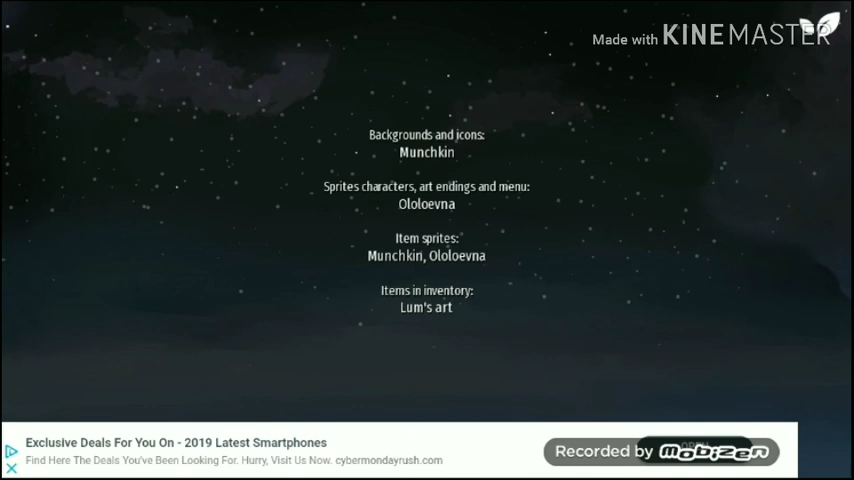 Made with KINEMASTER
Backgrounds and icons:
Munchkin
Sprites characters, art endings and menu:
Ololoevna
Item sprites:
Munchkin, Ololoevna
Items in inventory:
Lum's art
Exclusive Deals For You On - 2019 Latest Smartphones
Find Here The Deals You've Been Looking For. Hurry, Visit Us Now. cybermondayrush.com
Recorded by mobizen